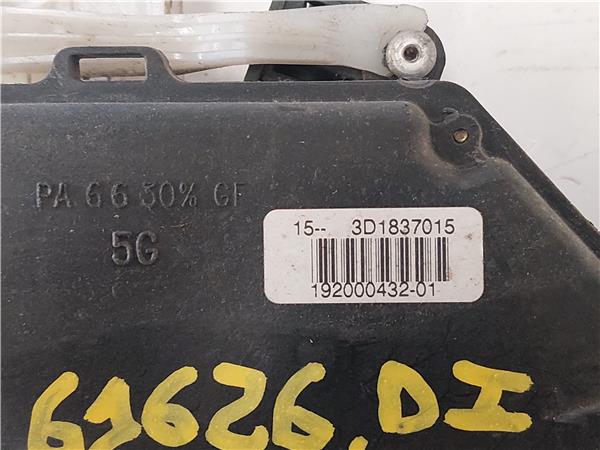 PA 66 30% GF
5G
15-- 3D1837015
192000432-01
61626.DI